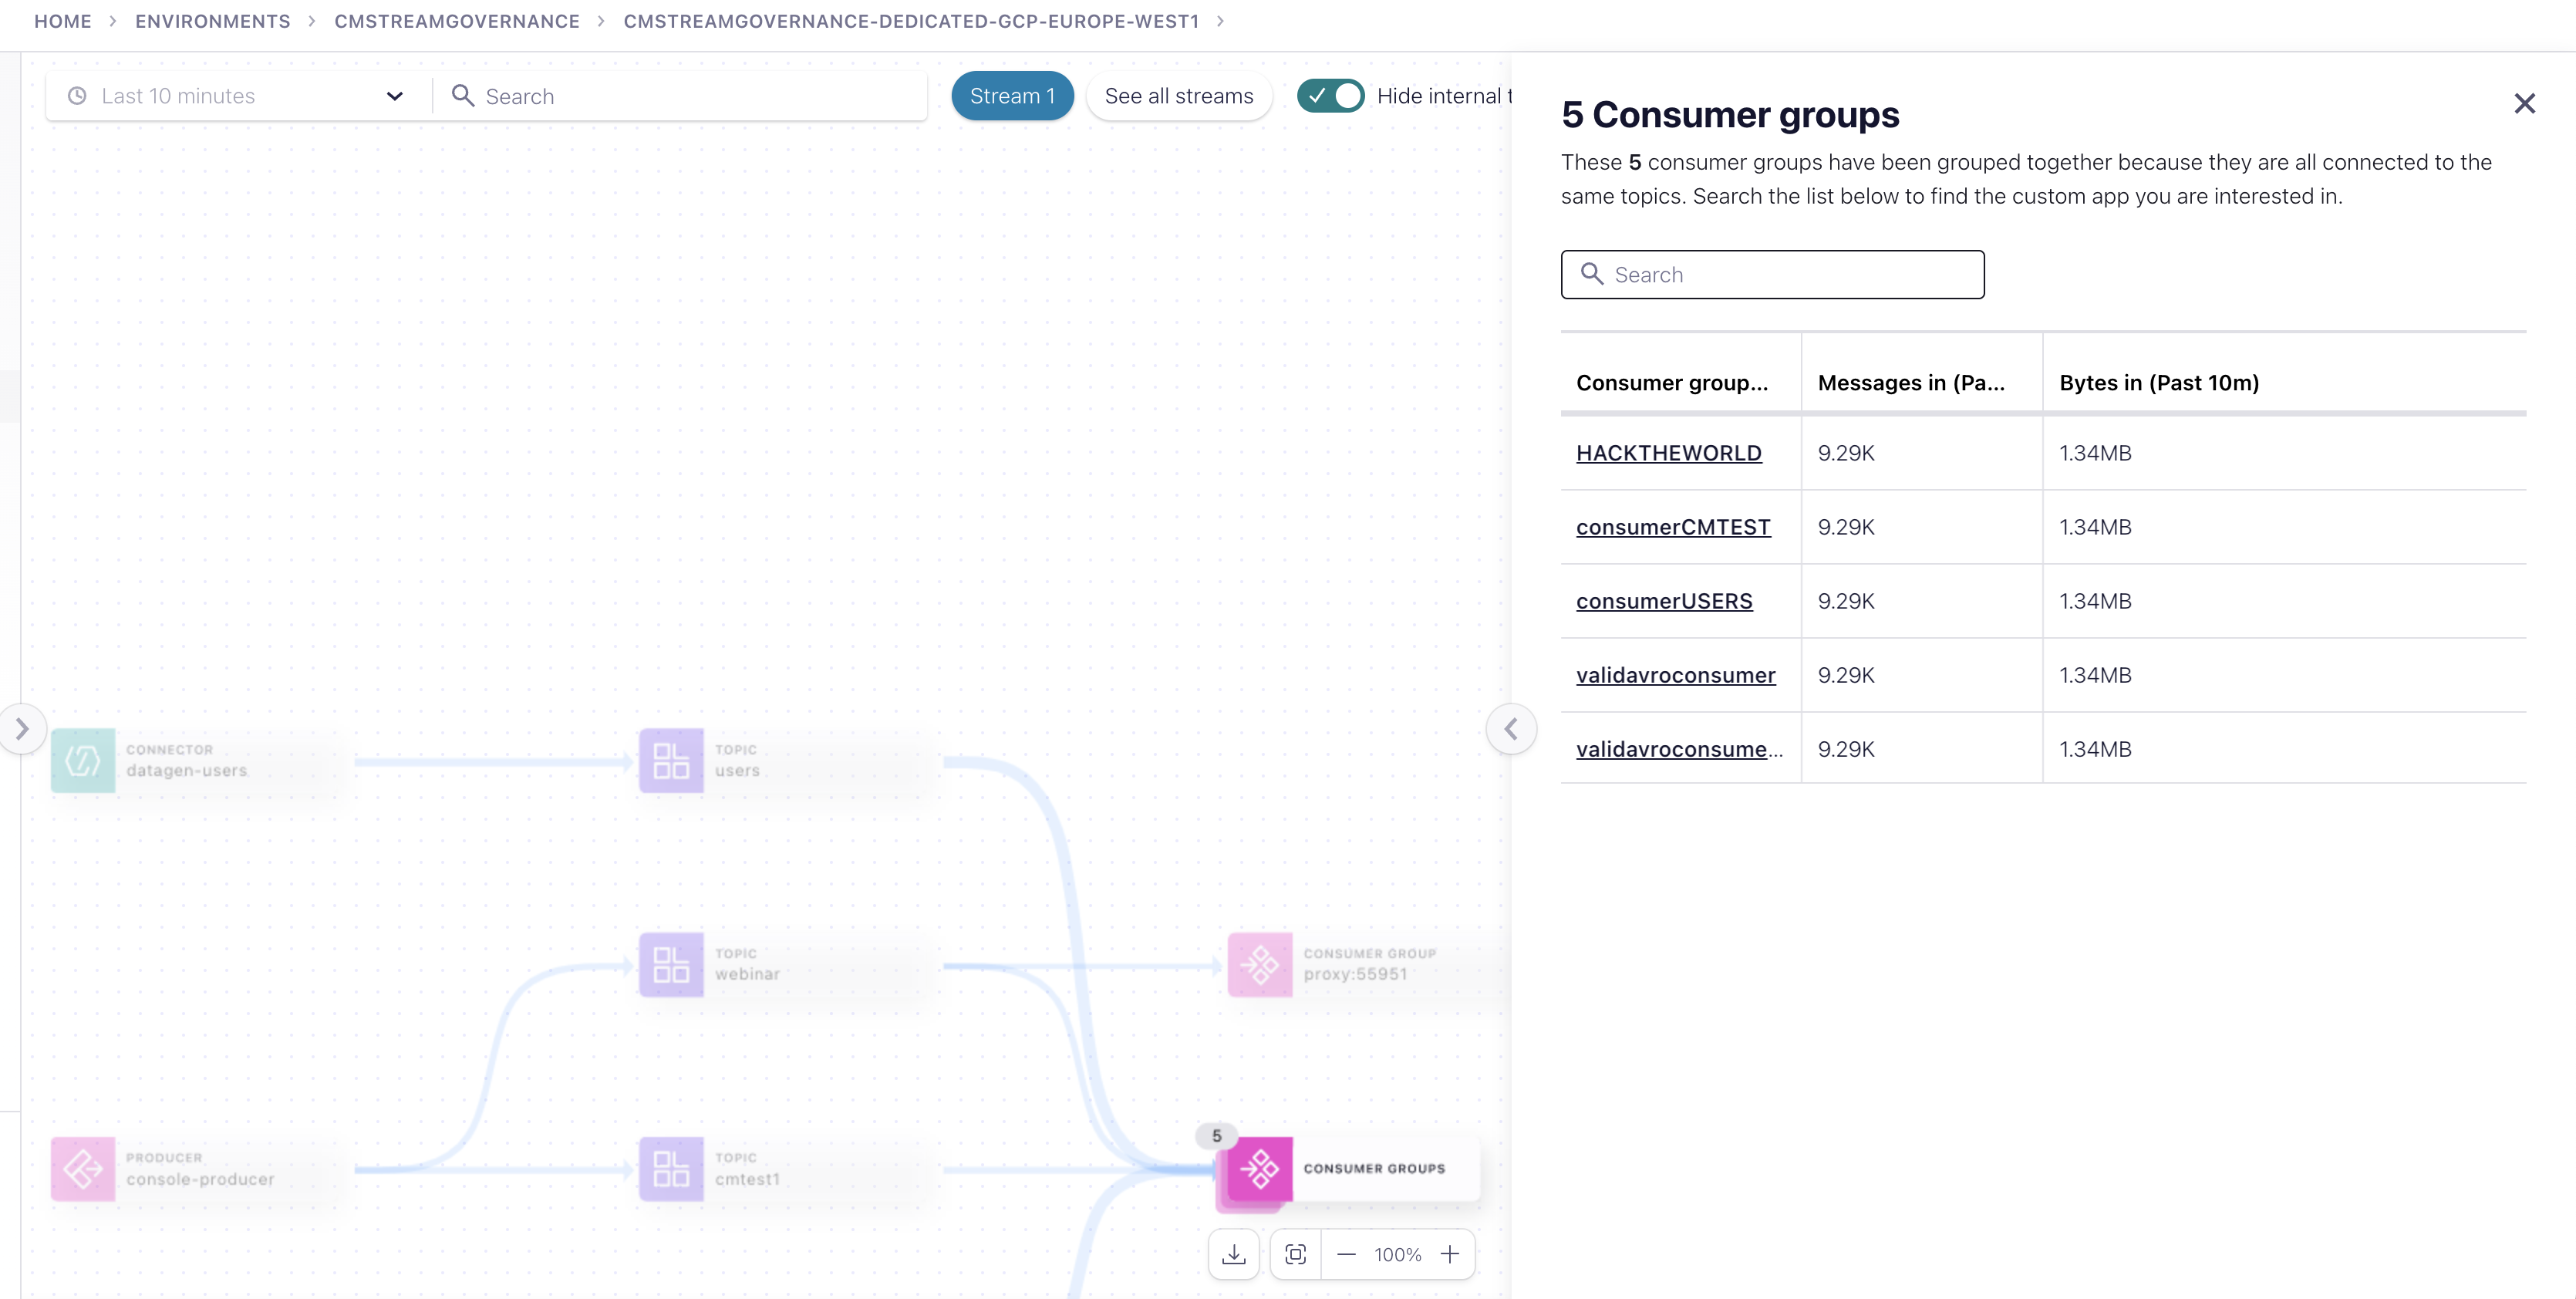 HOME > ENVIRONMENTS > CMSTREAMGOVERNANCE > CMSTREAMGOVERNANCE-DEDICATED-GCP-EUROPE-WEST1 >
Last 10 minutes
Search
Stream 1
See all streams
Hide internal t
CONNECTOR
datagen-users
TOPIC
users
TOPIC
webinar
CONSUMER GROUP
proxy:55951
PRODUCER
console-producer
TOPIC
cmtest1
5
CONSUMER GROUPS
100%
5 Consumer groups
These 5 consumer groups have been grouped together because they are all connected to the
same topics. Search the list below to find the custom app you are interested in.
Search
Consumer group... Messages in (Pa... Bytes in (Past 10m)
HACKTHEWORLD 9.29K 1.34MB
consumerCMTEST 9.29K 1.34MB
consumerUSERS 9.29K 1.34MB
validavroconsumer 9.29K 1.34MB
validavroconsume... 9.29K 1.34MB